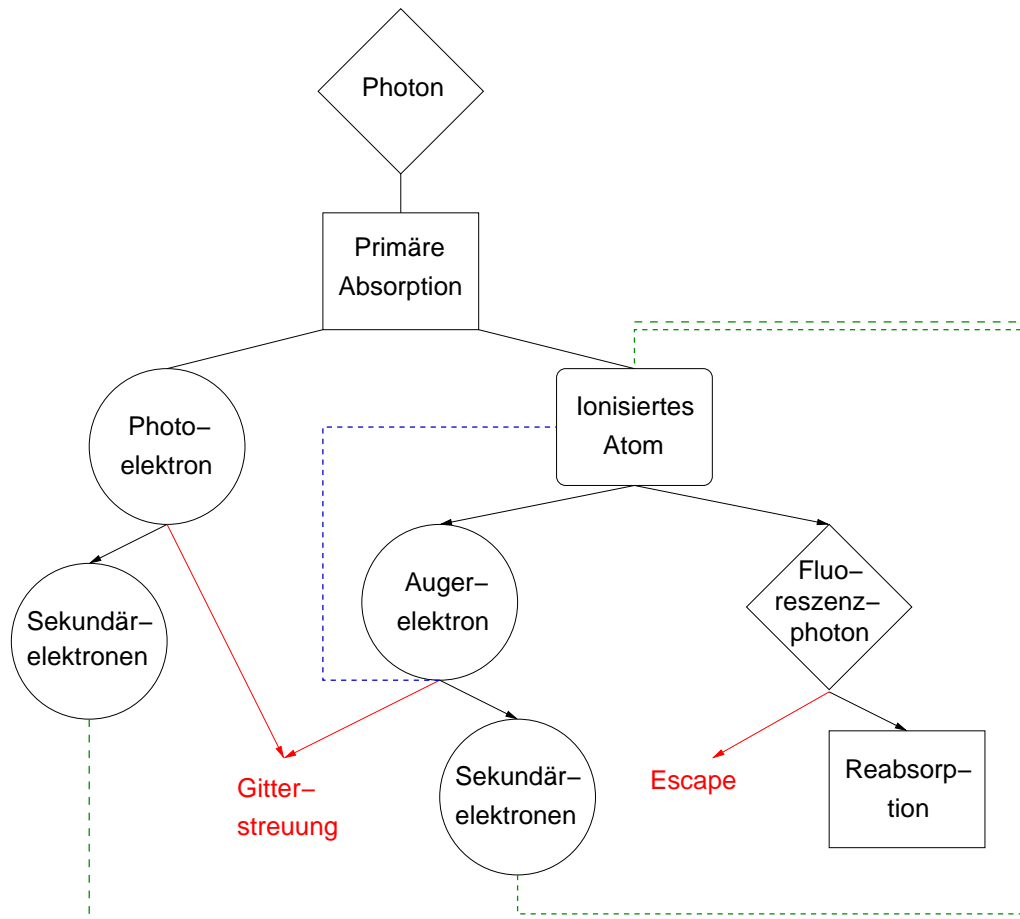 Photon
Primäre
Absorption
Photo–
elektron
Ionisiertes
Atom
Sekundär–
elektronen
Auger–
elektron
Fluo–
reszenz–
photon
Gitter–
streuung
Sekundär–
elektronen
Escape
Reabsorp–
tion